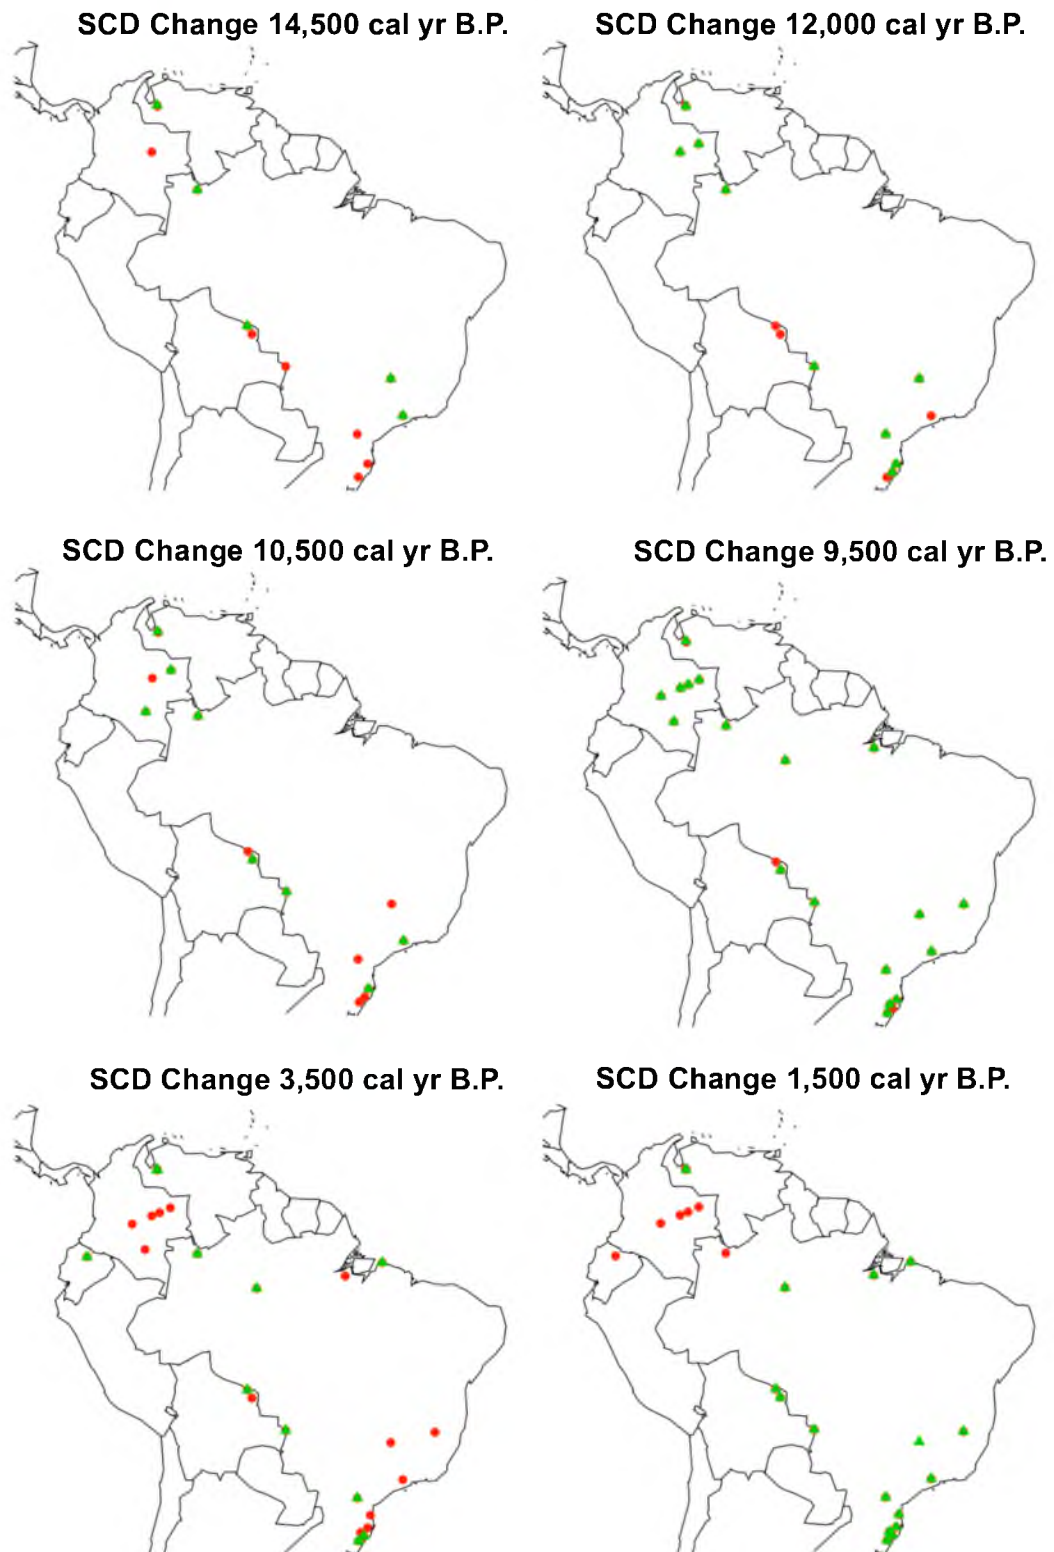 SCD Change 14,500 cal yr B.P.
SCD Change 12,000 cal yr B.P.
SCD Change 10,500 cal yr B.P.
SCD Change 9,500 cal yr B.P.
SCD Change 3,500 cal yr B.P.
SCD Change 1,500 cal yr B.P.